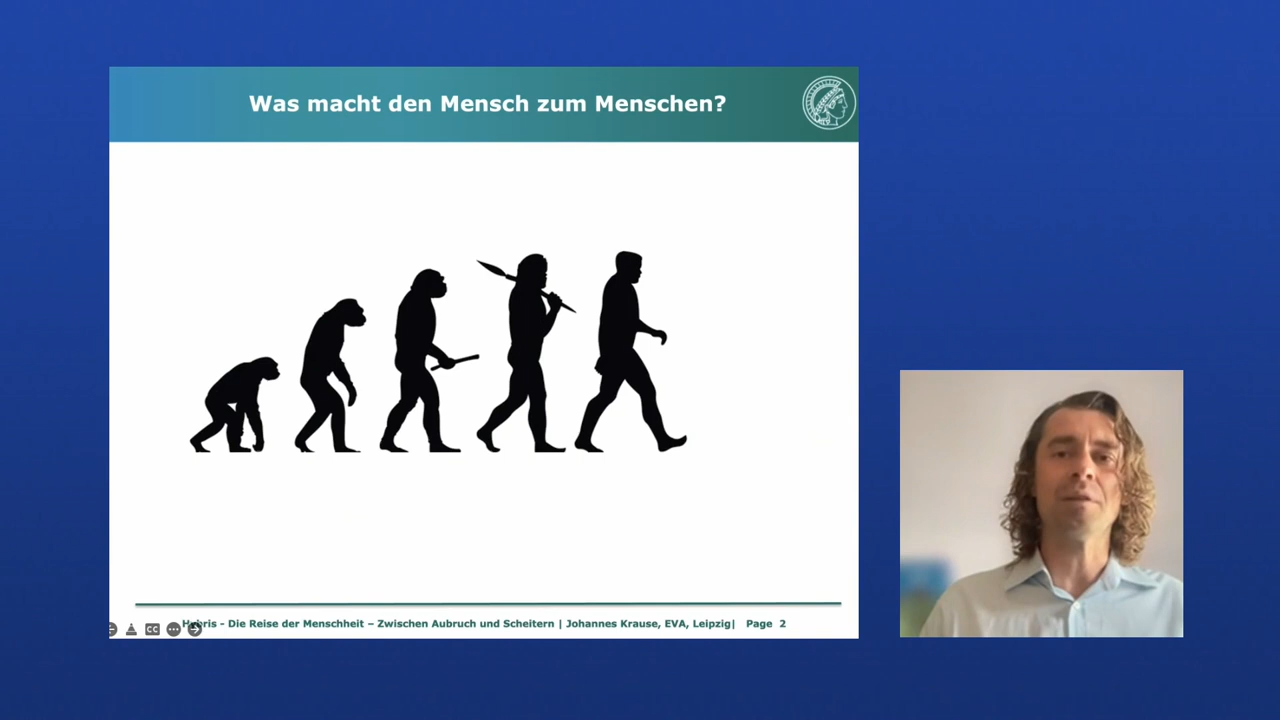 Was macht den Mensch zum Menschen?
CC
Hybris - Die Reise der Menschheit – Zwischen Aubruch und Scheitern | Johannes Krause, EVA, Leipzig| Page 2